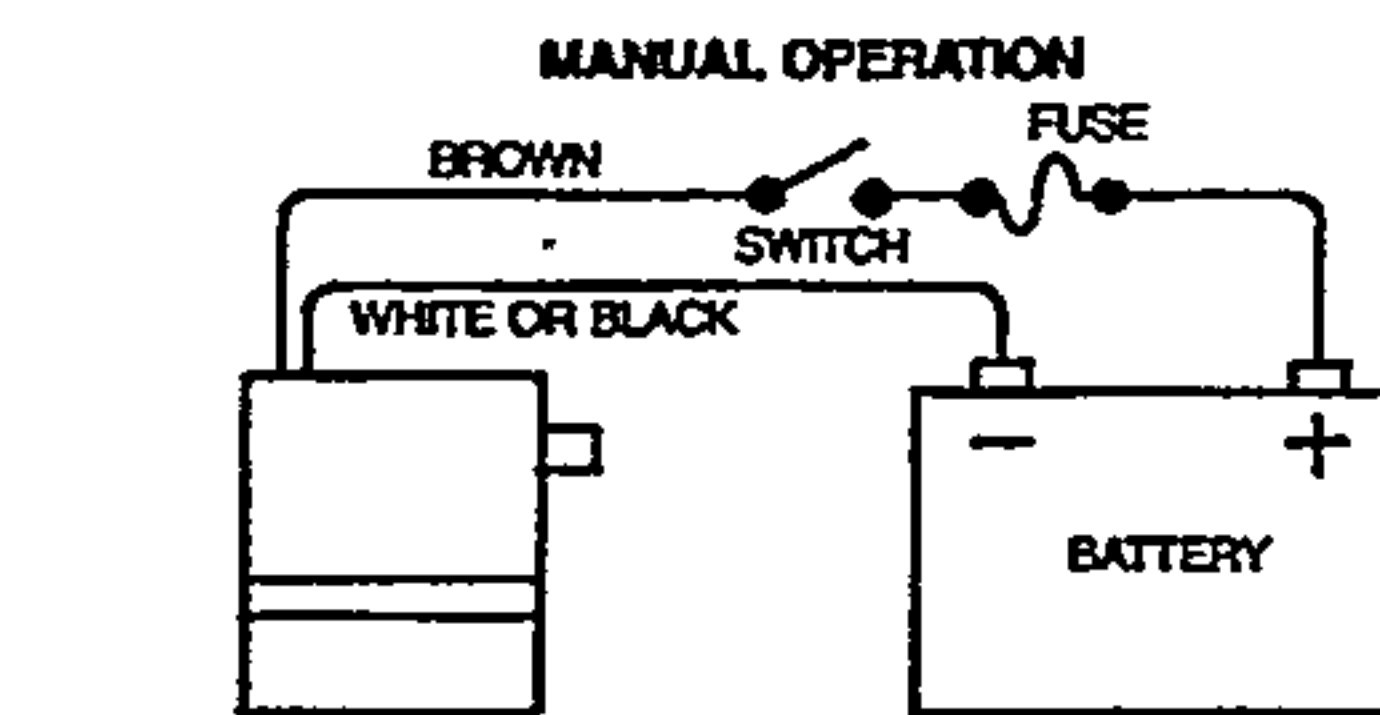 MANUAL OPERATION
FUSE
BROWN
SWITCH
WHITE OR BLACK
− +
BATTERY